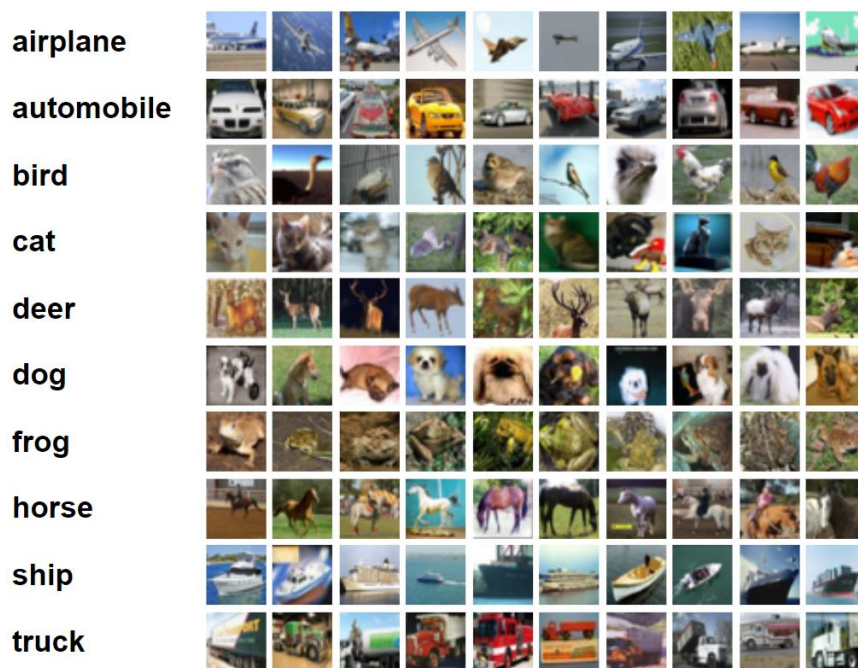 airplane
automobile
bird
cat
deer
dog
frog
horse
ship
truck